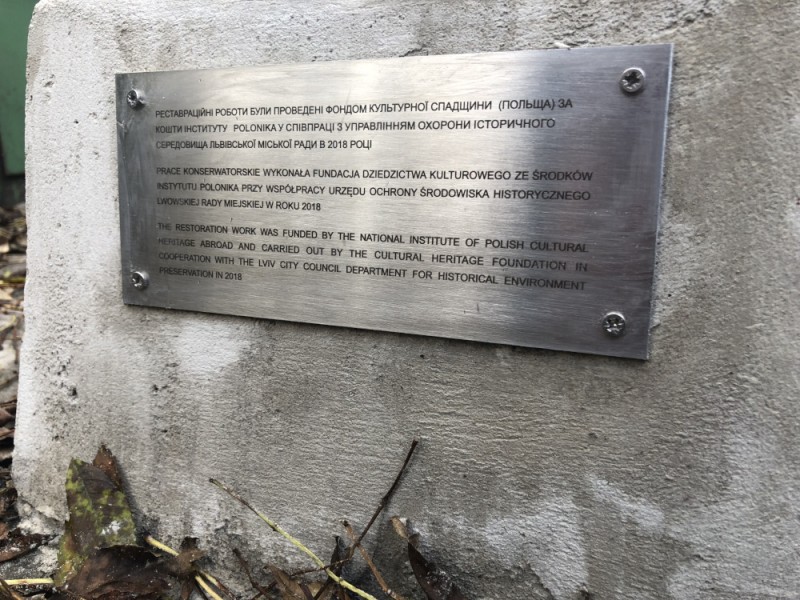 РЕСТАВРАЦІЙНІ РОБОТИ БУЛИ ПРОВЕДЕНІ ФОНДОМ КУЛЬТУРНОЇ СПАДЩИНИ (ПОЛЬЩА) ЗА
КОШТИ ІНСТИТУТУ POLONIKA У СПІВПРАЦІ З УПРАВЛІННЯМ ОХОРОНИ ІСТОРИЧНОГО
СЕРЕДОВИЩА ЛЬВІВСЬКОЇ МІСЬКОЇ РАДИ В 2018 РОЦІ
PRACE KONSERWATORSKIE WYKONAŁA FUNDACJA DZIEDZICTWA KULTUROWEGO ZE ŚRODKÓW
INSTYTUTU POLONIKA PRZY WSPÓŁPRACY URZĘDU OCHRONY ŚRODOWISKA HISTORYCZNEGO
LWOWSKIEJ RADY MIEJSKIEJ W ROKU 2018
THE RESTORATION WORK WAS FUNDED BY THE NATIONAL INSTITUTE OF POLISH CULTURAL
HERITAGE ABROAD AND CARRIED OUT BY THE CULTURAL HERITAGE FOUNDATION IN
COOPERATION WITH THE LVIV CITY COUNCIL DEPARTMENT FOR HISTORICAL ENVIRONMENT
PRESERVATION IN 2018